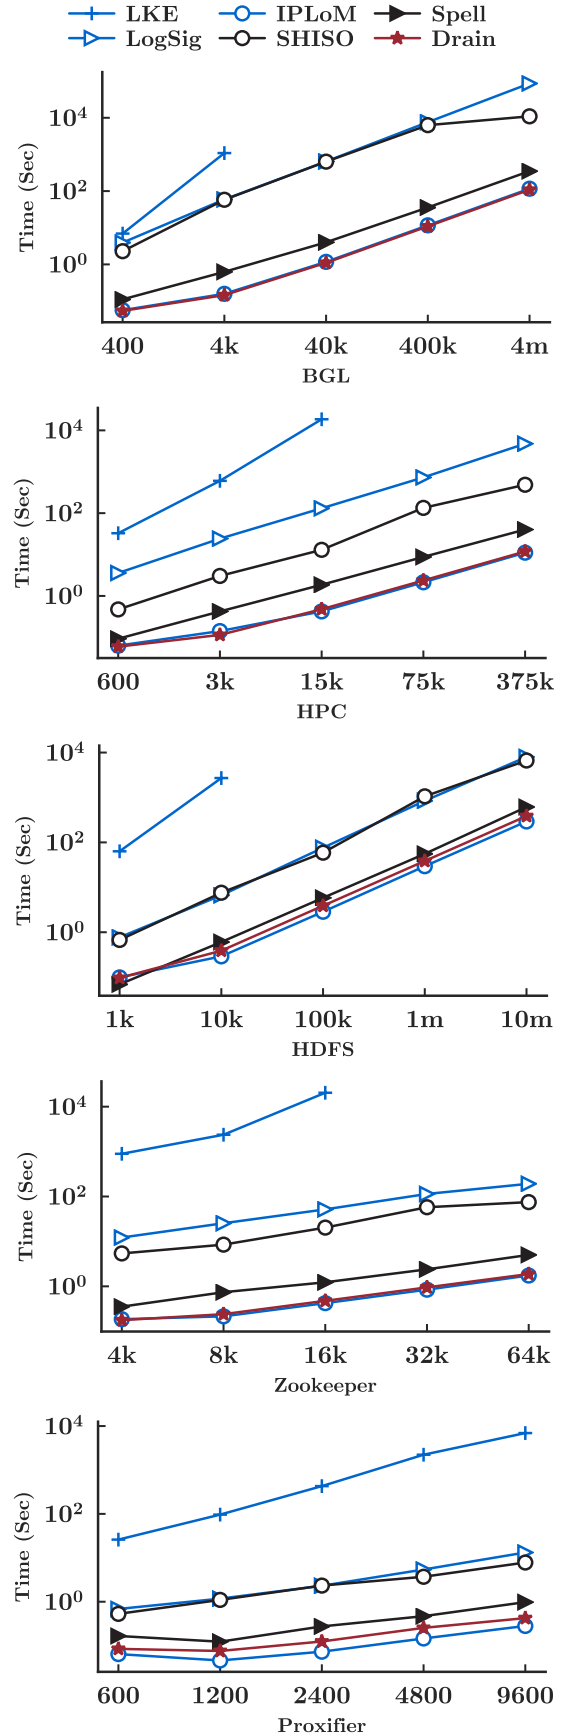 LKE IPLoM Spell
LogSig SHISO Drain
Time (Sec)
10^4
10^2
10^0
400 4k 40k 400k 4m
BGL
Time (Sec)
10^4
10^2
10^0
600 3k 15k 75k 375k
HPC
Time (Sec)
10^4
10^2
10^0
1k 10k 100k 1m 10m
HDFS
Time (Sec)
10^4
10^2
10^0
4k 8k 16k 32k 64k
Zookeeper
Time (Sec)
10^4
10^2
10^0
600 1200 2400 4800 9600
Proxifier